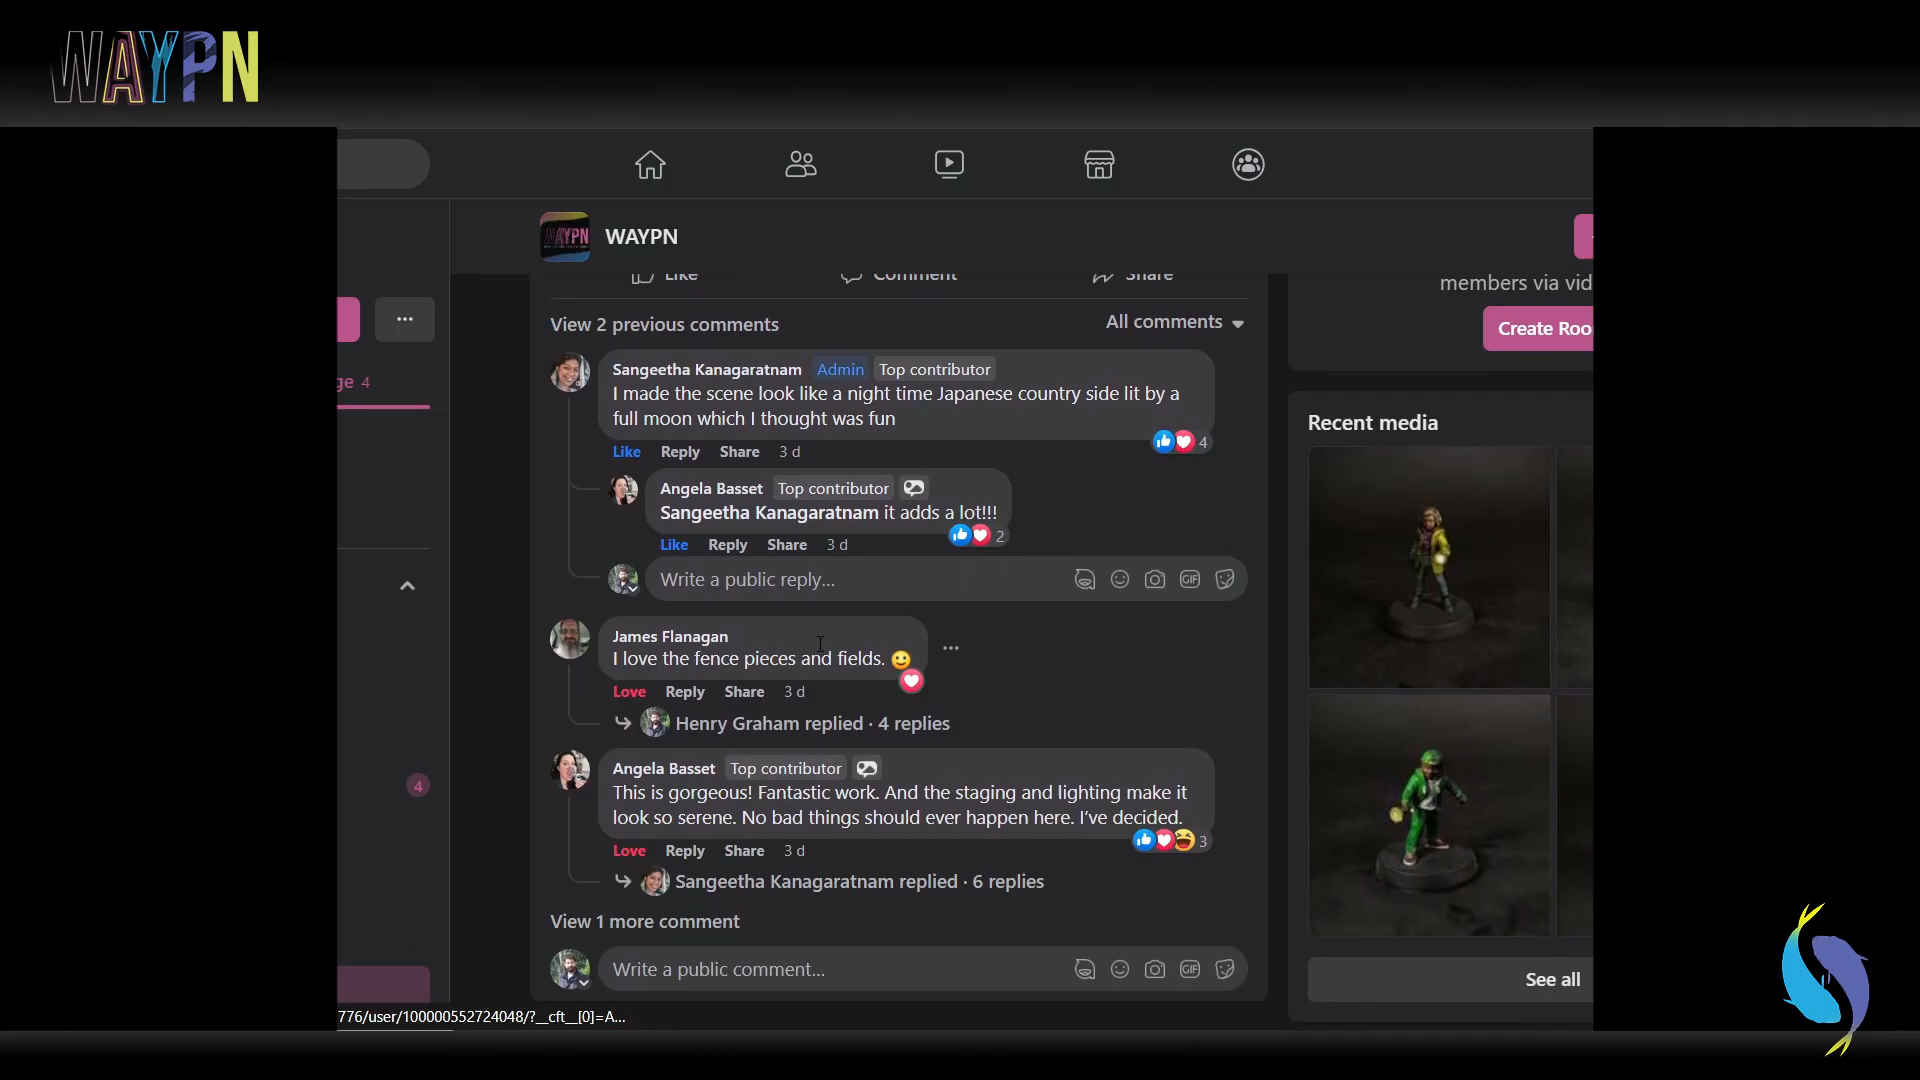 WAYPN
WAYPN
WAYPN
Like Comment Share
members via vid
Create Roo
View 2 previous comments
All comments
Sangeetha Kanagaratnam Admin Top contributor
I made the scene look like a night time Japanese country side lit by a
full moon which I thought was fun
4
Like Reply Share 3 d
Angela Basset Top contributor
Sangeetha Kanagaratnam it adds a lot!!!
2
Like Reply Share 3 d
Write a public reply...
GIF
James Flanagan
I love the fence pieces and fields. 🙂
Love Reply Share 3 d
Henry Graham replied · 4 replies
Angela Basset Top contributor
This is gorgeous! Fantastic work. And the staging and lighting make it
look so serene. No bad things should ever happen here. I've decided.
3
Love Reply Share 3 d
Sangeetha Kanagaratnam replied · 6 replies
View 1 more comment
Write a public comment...
GIF
ge 4
4
Recent media
See all
776/user/100000552724048/?__cft__[0]=A...